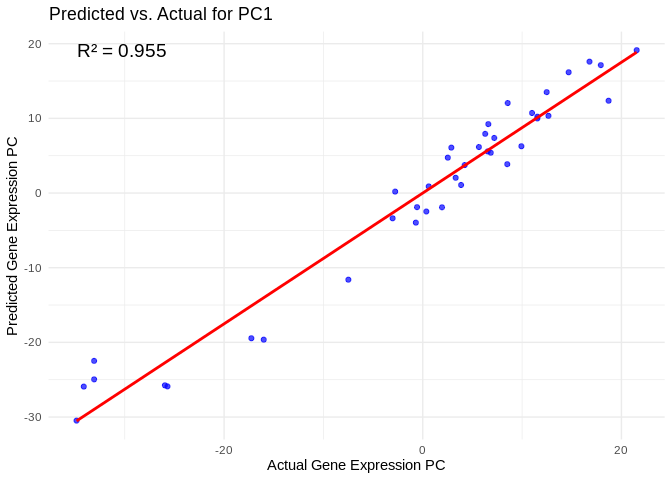 Predicted vs. Actual for PC1
R² = 0.955
20
10
0
-10
-20
-30
Predicted Gene Expression PC
-20
0
20
Actual Gene Expression PC